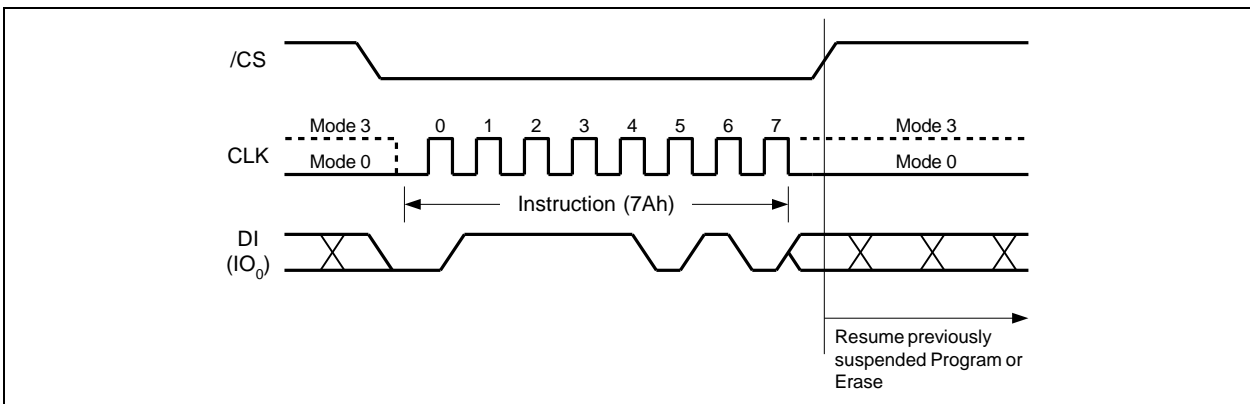 /CS
Mode 3 0 1 2 3 4 5 6 7 Mode 3
CLK
Mode 0 Mode 0
Instruction (7Ah)
DI
(IO0)
Resume previously
suspended Program or
Erase